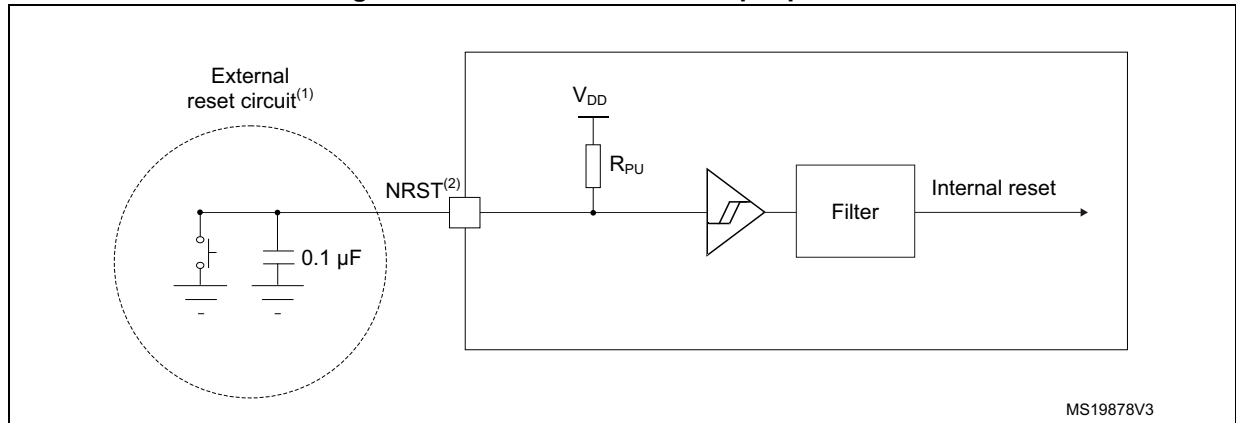 External
reset circuit(1)
VDD
RPU
NRST(2)
Filter
Internal reset
0.1 µF
MS19878V3